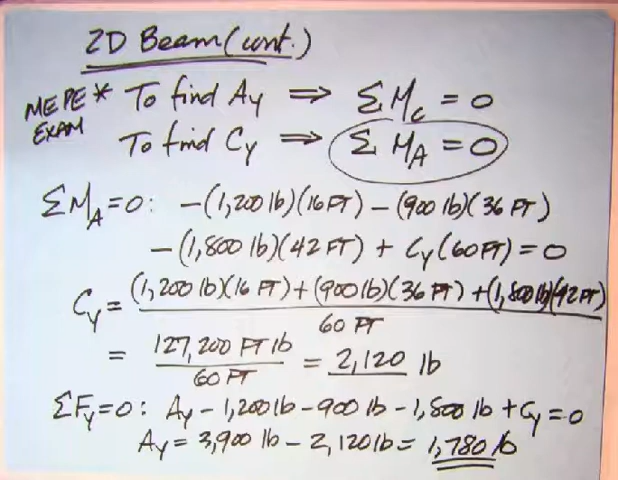 2D Beam (cont.)
MEPE * To find Ay ⇒ ΣMc = 0
EXAM To find Cy ⇒ ΣMA = 0
ΣMA=0: -(1,200 lb)(16 FT) - (900 lb)(36 FT)
-(1,800 lb)(42 FT) + Cy(60 FT) = 0
Cy = (1,200 lb)(16 FT)+(900 lb)(36 FT)+(1,800 lb)(42 FT)
60 FT
= 127,200 FT lb = 2,120 lb
60 FT
ΣFy=0: Ay - 1,200 lb - 900 lb - 1,800 lb + Cy = 0
Ay = 3,900 lb - 2,120 lb = 1,780 lb